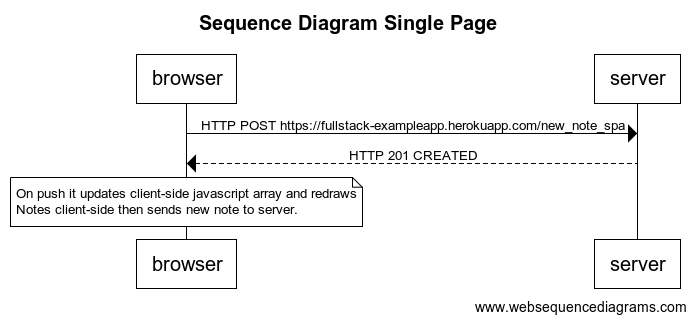 Sequence Diagram Single Page
browser
server
HTTP POST https://fullstack-exampleapp.herokuapp.com/new_note_spa
HTTP 201 CREATED
On push it updates client-side javascript array and redraws
Notes client-side then sends new note to server.
browser
server
www.websequencediagrams.com